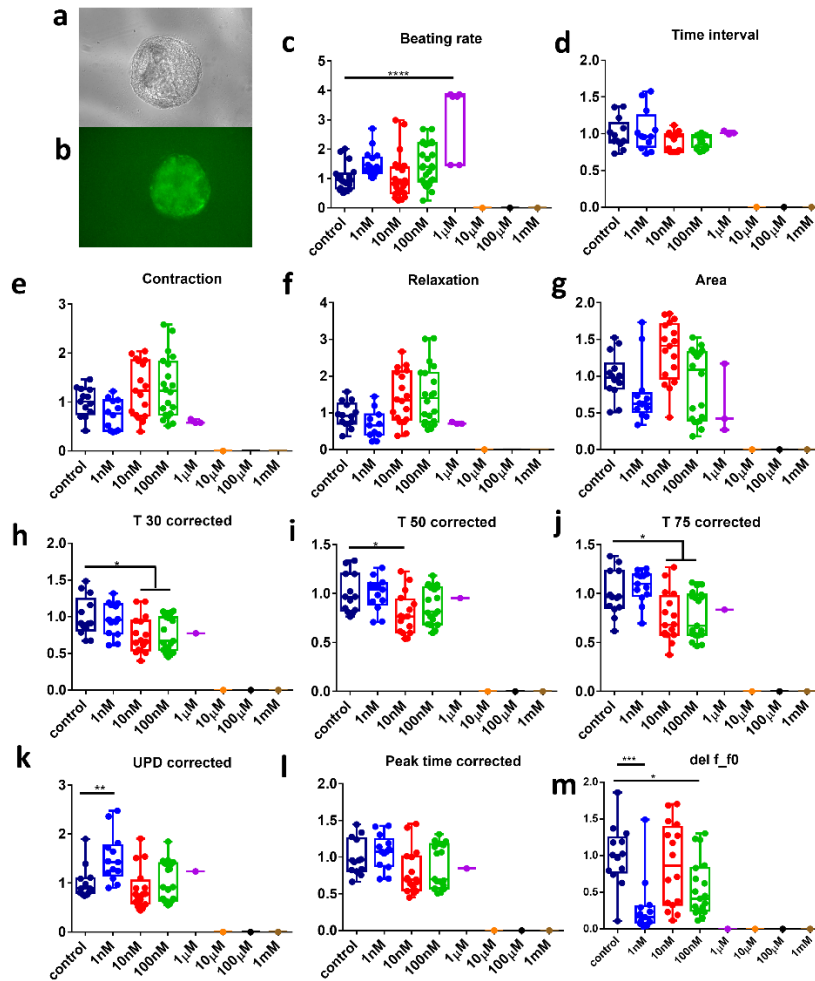 a
b
c
Beating rate
****
5
4
3
2
1
0
control
1nM
10nM
100nM
1μM
10μM
100μM
1mM
d
Time interval
2.0
1.5
1.0
0.5
0.0
control
1nM
10nM
100nM
1μM
10μM
100μM
1mM
e
Contraction
3
2
1
0
control
1nM
10nM
100nM
1μM
10μM
100μM
1mM
f
Relaxation
4
3
2
1
0
control
1nM
10nM
100nM
1μM
10μM
100μM
1mM
g
Area
2.0
1.5
1.0
0.5
0.0
control
1nM
10nM
100nM
1μM
10μM
100μM
1mM
h
T 30 corrected
*
2.0
1.5
1.0
0.5
0.0
control
1nM
10nM
100nM
1μM
10μM
100μM
1mM
i
T 50 corrected
*
1.5
1.0
0.5
0.0
control
1nM
10nM
100nM
1μM
10μM
100μM
1mM
j
T 75 corrected
*
1.5
1.0
0.5
0.0
control
1nM
10nM
100nM
1μM
10μM
100μM
1mM
k
UPD corrected
**
3
2
1
0
control
1nM
10nM
100nM
1μM
10μM
100μM
1mM
l
Peak time corrected
2.0
1.5
1.0
0.5
0.0
control
1nM
10nM
100nM
1μM
10μM
100μM
1mM
m
del f_f0
***
*
2.0
1.5
1.0
0.5
0.0
control
1nM
10nM
100nM
1μM
10μM
100μM
1mM